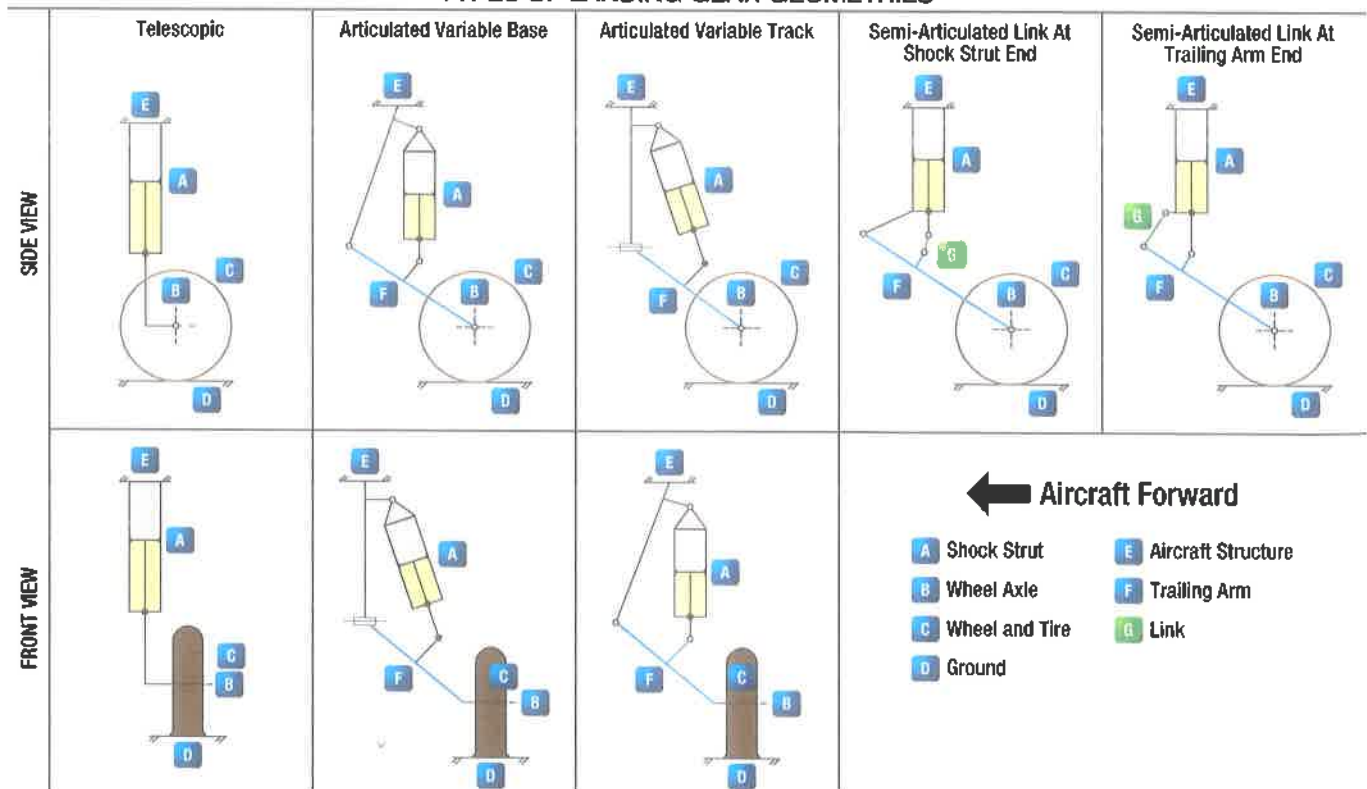 Telescopic
Articulated Variable Base
Articulated Variable Track
Semi-Articulated Link At
Shock Strut End
Semi-Articulated Link At
Trailing Arm End
SIDE VIEW
E
A
C
B
D
E
A
C
B
F
D
E
A
C
B
F
D
E
A
G
C
B
F
D
E
A
G
C
B
F
D
FRONT VIEW
E
A
C
B
D
E
A
C
F
B
D
E
A
C
F
B
D
Aircraft Forward
A Shock Strut
B Wheel Axle
C Wheel and Tire
D Ground
E Aircraft Structure
F Trailing Arm
G Link